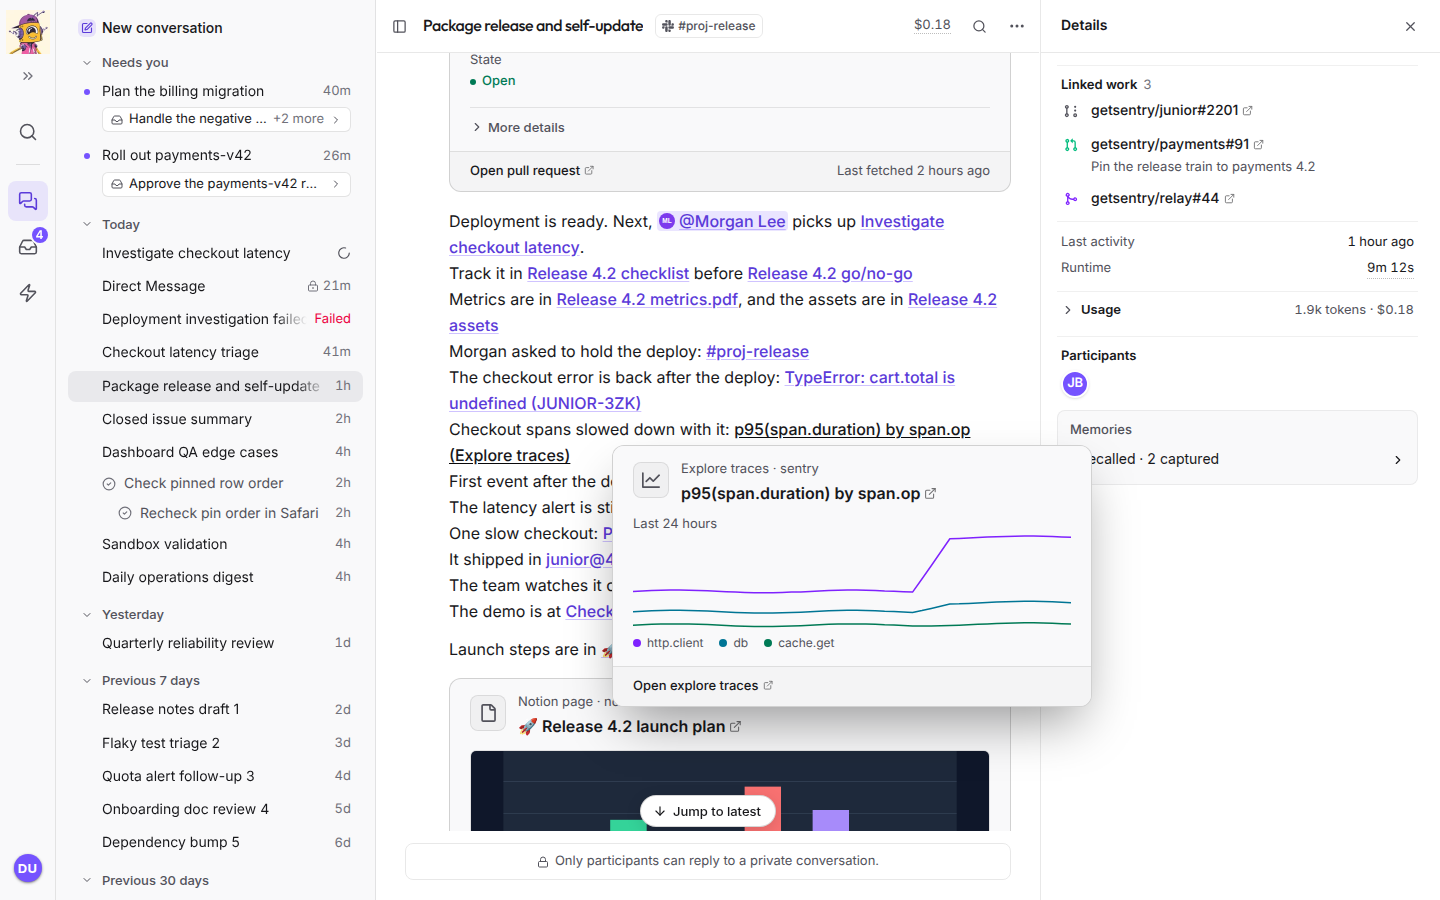 New conversation
Needs you
Plan the billing migration 40m
Handle the negative ... +2 more
Roll out payments-v42 26m
Approve the payments-v42 r...
Today
Investigate checkout latency
Direct Message 21m
Deployment investigation failed Failed
Checkout latency triage 41m
Package release and self-update 1h
Closed issue summary 2h
Dashboard QA edge cases 4h
Check pinned row order 2h
Recheck pin order in Safari 2h
Sandbox validation 4h
Daily operations digest 4h
Yesterday
Quarterly reliability review 1d
Previous 7 days
Release notes draft 1 2d
Flaky test triage 2 3d
Quota alert follow-up 3 4d
Onboarding doc review 4 5d
Dependency bump 5 6d
Previous 30 days
4
DU
Package release and self-update #proj-release $0.18
State
Open
More details
Open pull request Last fetched 2 hours ago
Deployment is ready. Next, ML @Morgan Lee picks up Investigate
checkout latency.
Track it in Release 4.2 checklist before Release 4.2 go/no-go
Metrics are in Release 4.2 metrics.pdf, and the assets are in Release 4.2
assets
Morgan asked to hold the deploy: #proj-release
The checkout error is back after the deploy: TypeError: cart.total is
undefined (JUNIOR-3ZK)
Checkout spans slowed down with it: p95(span.duration) by span.op
(Explore traces)
First event after the d
The latency alert is sti
One slow checkout: P
It shipped in junior@4
The team watches it
The demo is at Check
Launch steps are in
Explore traces · sentry
p95(span.duration) by span.op
Last 24 hours
http.client db cache.get
Open explore traces
Notion page · no
🚀 Release 4.2 launch plan
Jump to latest
Only participants can reply to a private conversation.
Details
Linked work 3
getsentry/junior#2201
getsentry/payments#91
Pin the release train to payments 4.2
getsentry/relay#44
Last activity 1 hour ago
Runtime 9m 12s
Usage 1.9k tokens · $0.18
Participants
JB
Memories
ecalled · 2 captured